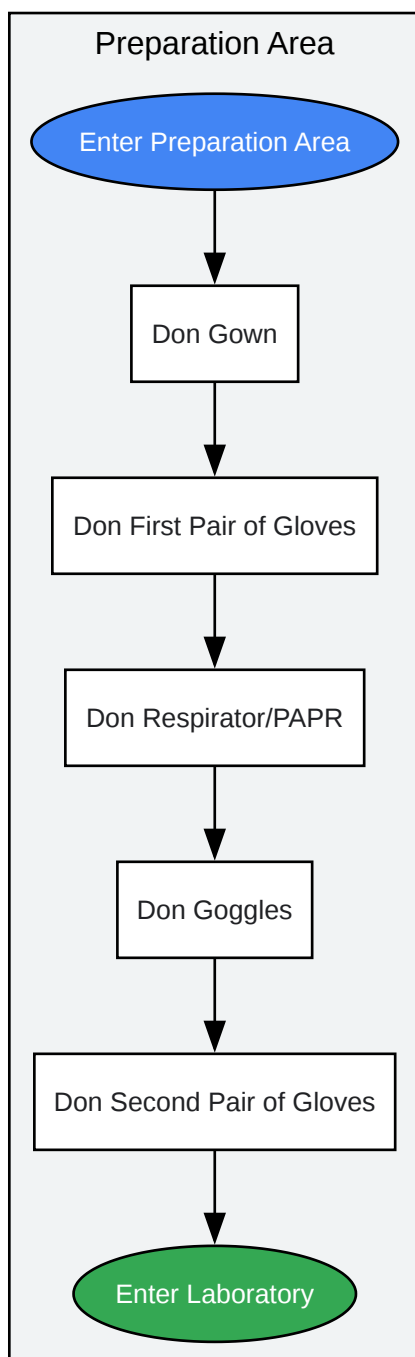 Preparation Area
Enter Preparation Area
Don Gown
Don First Pair of Gloves
Don Respirator/PAPR
Don Goggles
Don Second Pair of Gloves
Enter Laboratory